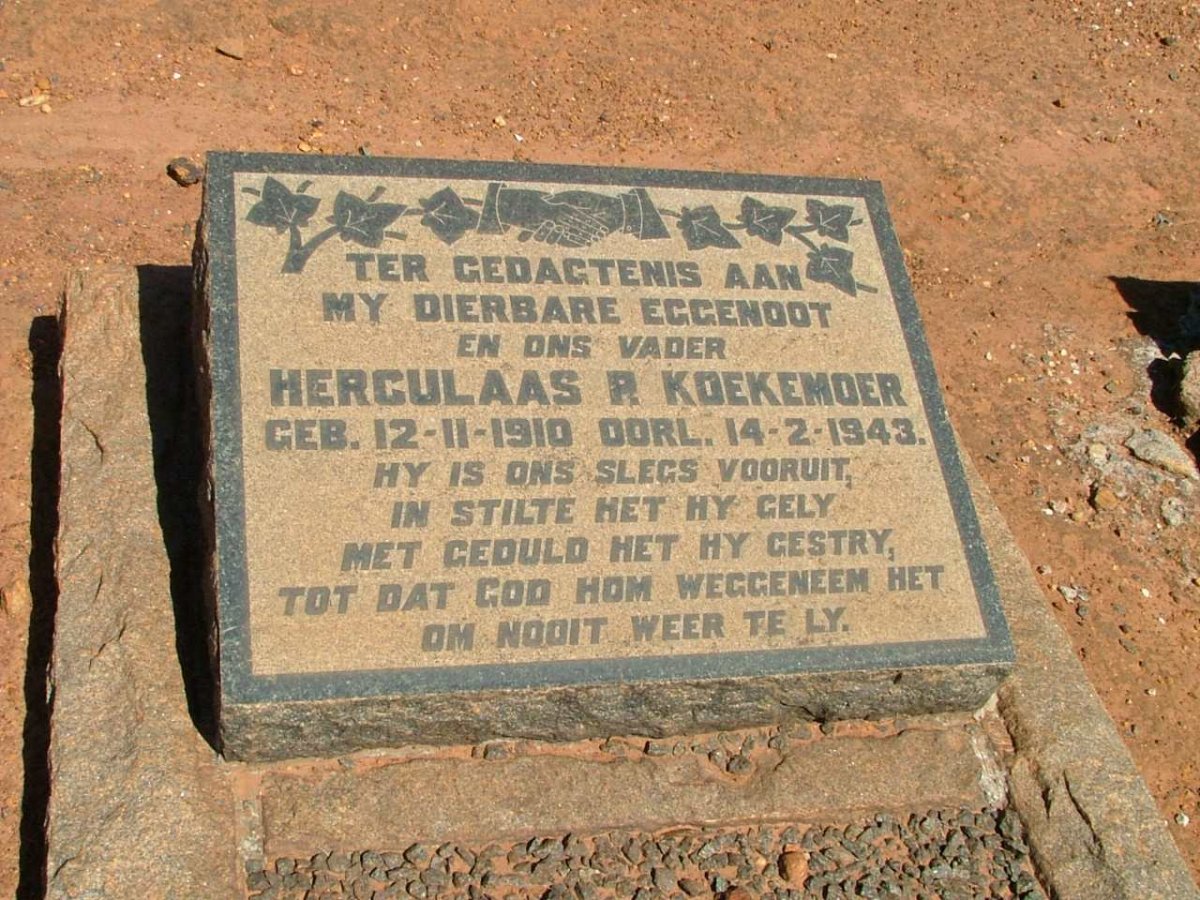 TER GEDAGTENIS AAN
MY DIERBARE EGGENOOT
EN ONS VADER
HERCULAAS P. KOEKEMOER
GEB. 12-11-1910 OORL. 14-2-1943.
HY IS ONS SLEGS VOORUIT,
IN STILTE HET HY GELY
MET GEDULD HET HY GESTRY,
TOT DAT GOD HOM WEGGENEEM HET
OM NOOIT WEER TE LY.